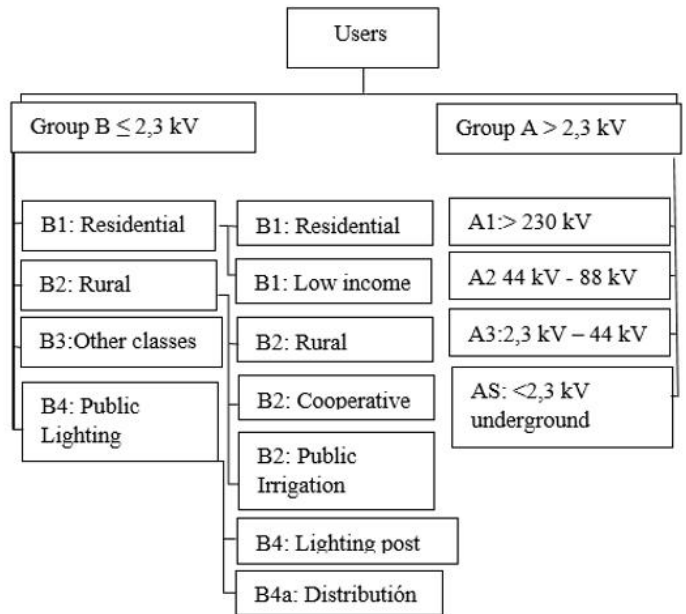 Users
Group B ≤ 2,3 kV
Group A > 2,3 kV
B1: Residential
B2: Rural
B3:Other classes
B4: Public
Lighting
B1: Residential
B1: Low income
B2: Rural
B2: Cooperative
B2: Public
Irrigation
B4: Lighting post
B4a: Distributión
A1:> 230 kV
A2 44 kV - 88 kV
A3:2,3 kV – 44 kV
AS: <2,3 kV
underground